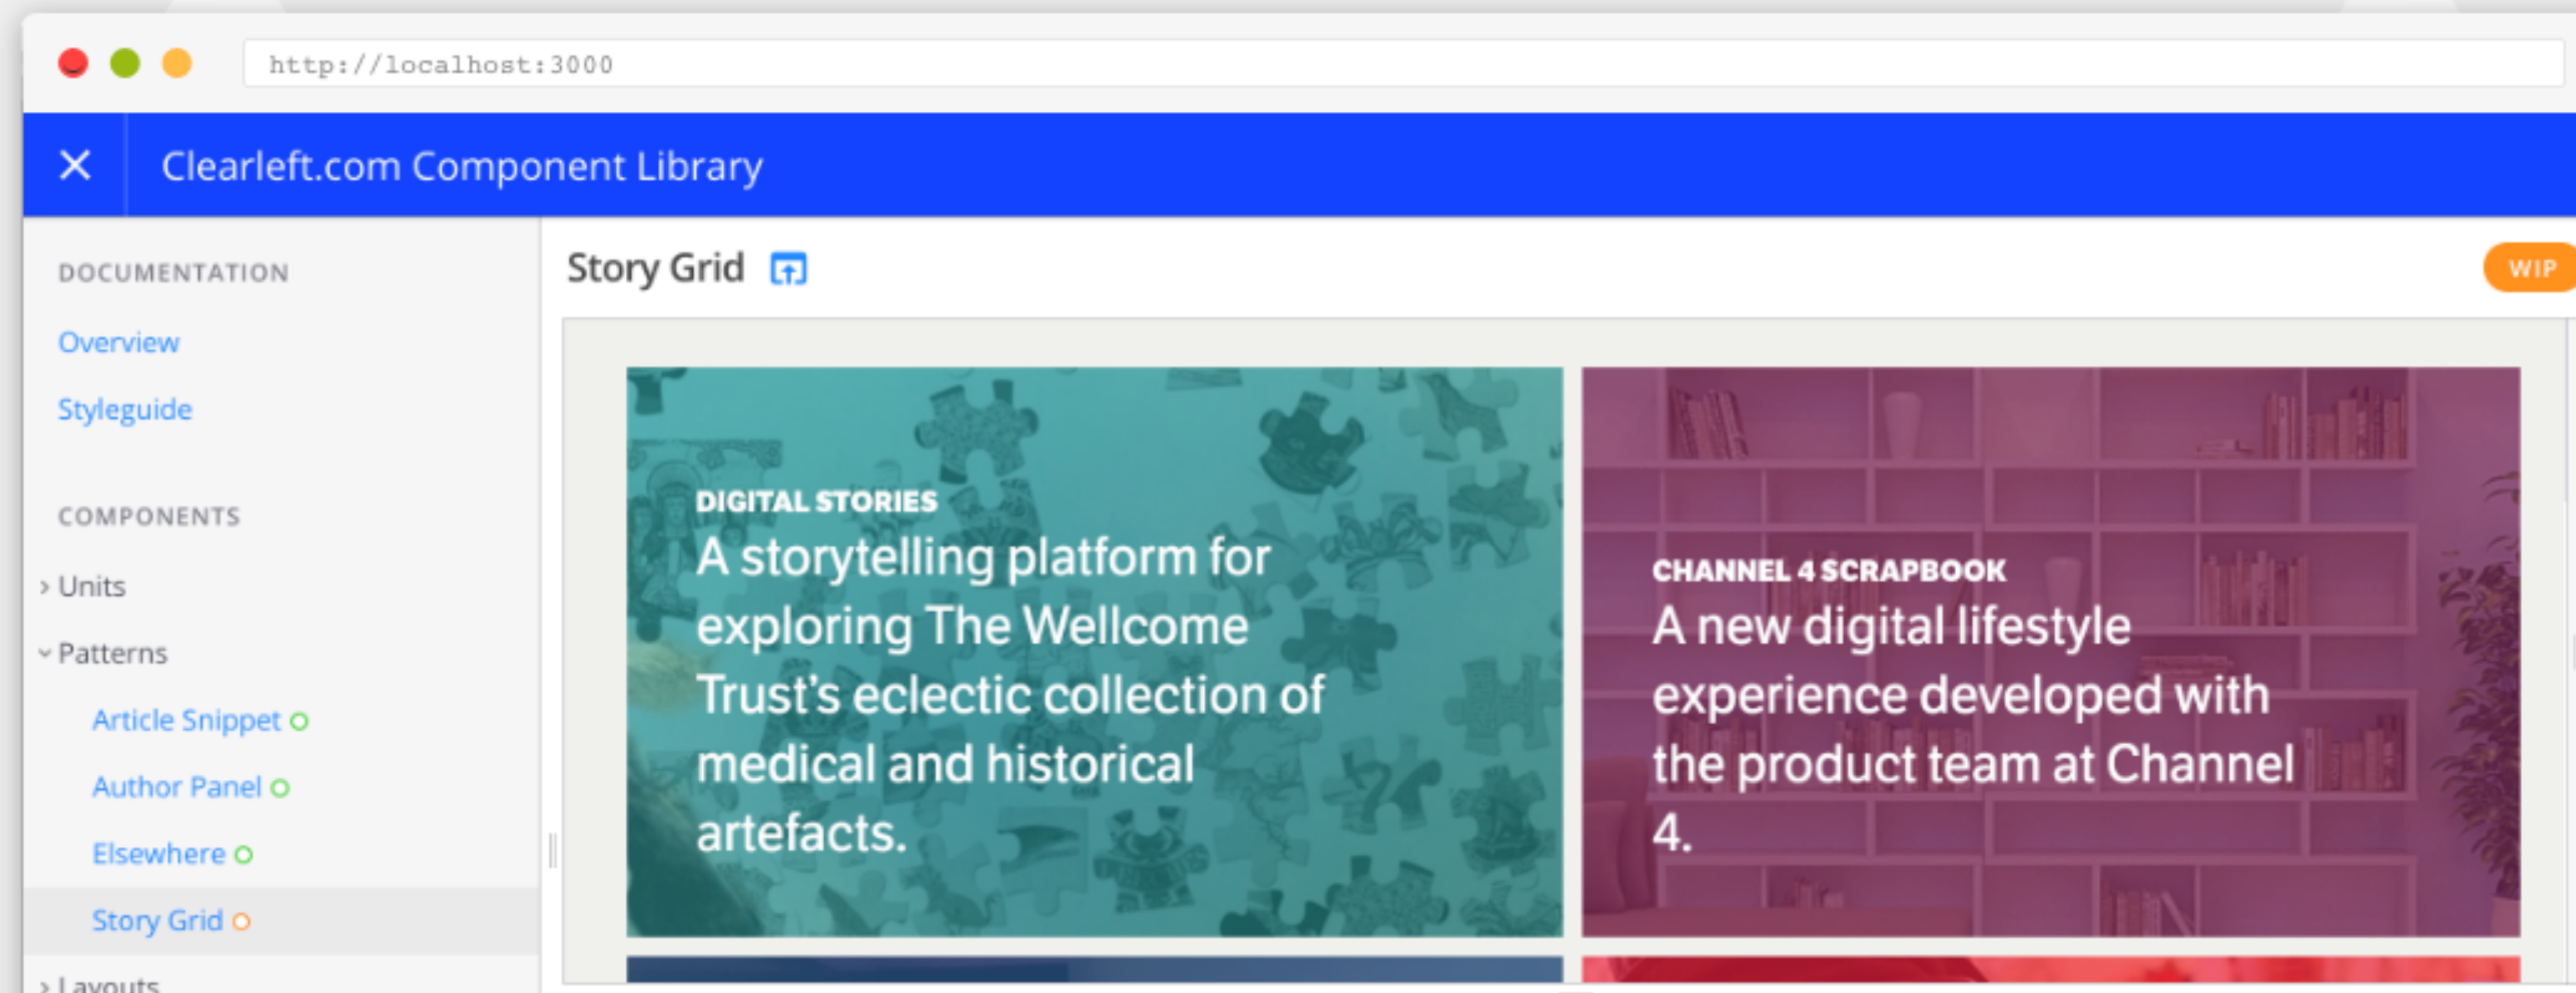 http://localhost:3000
Clearleft.com Component Library
DOCUMENTATION
Overview
Styleguide
COMPONENTS
Units
Patterns
Article Snippet
Author Panel
Elsewhere
Story Grid
Layouts
Story Grid
WIP
DIGITAL STORIES
A storytelling platform for
exploring The Wellcome
Trust’s eclectic collection of
medical and historical
artefacts.
CHANNEL 4 SCRAPBOOK
A new digital lifestyle
experience developed with
the product team at Channel
4.